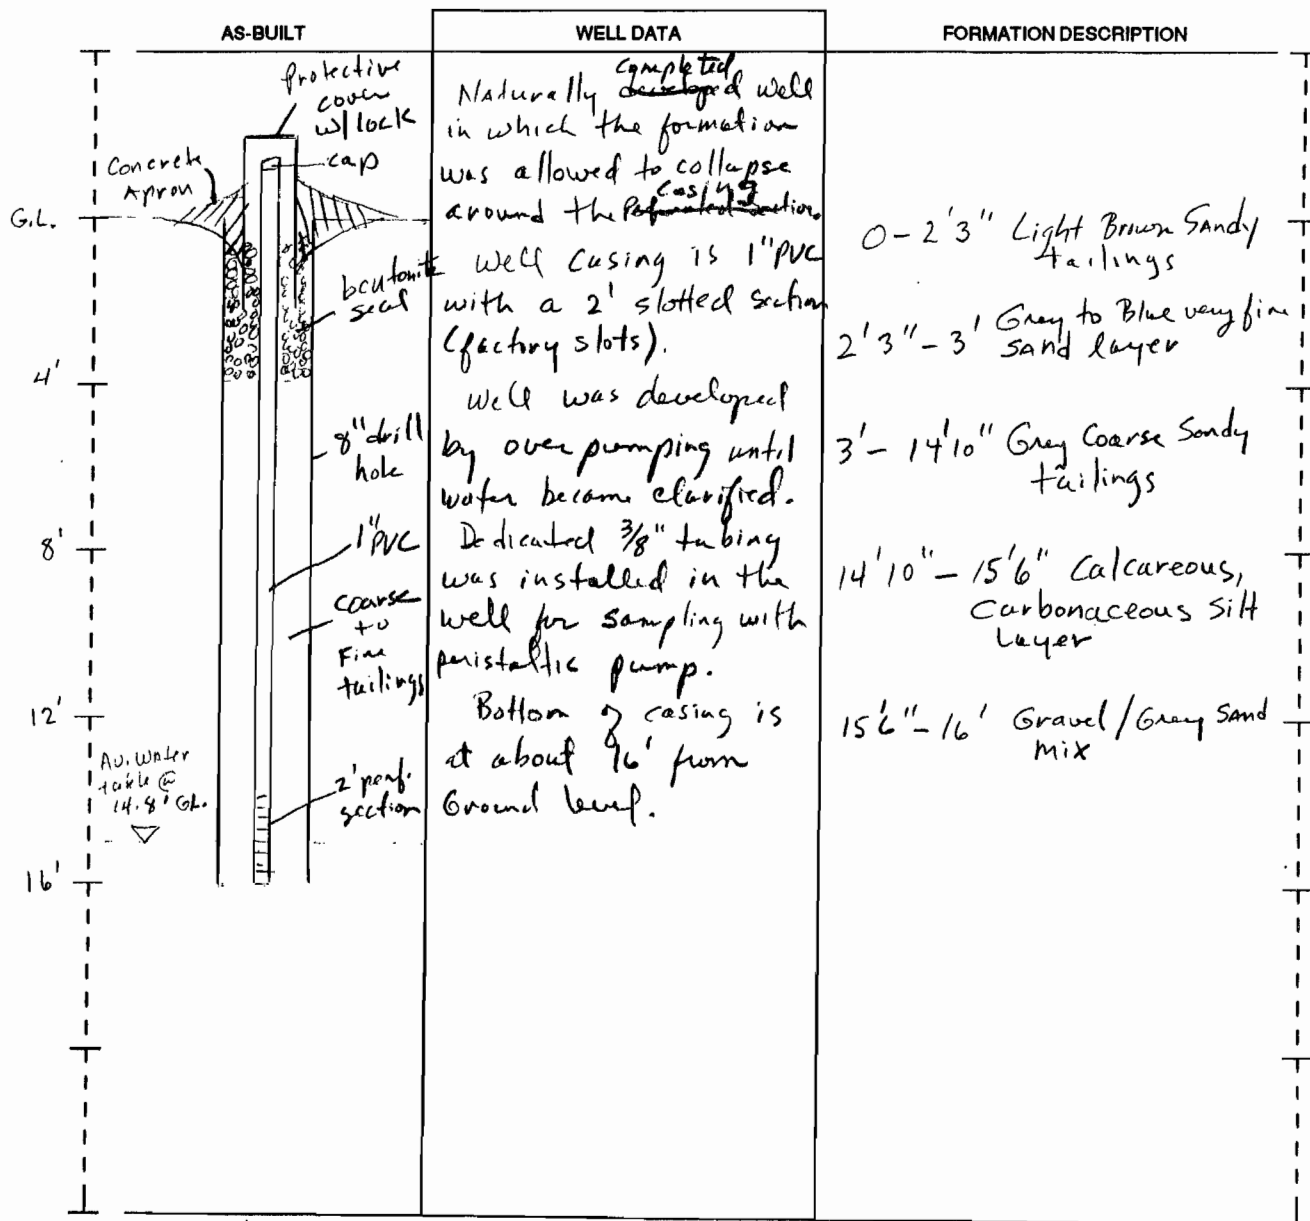 AS-BUILT
Protective
cover
w/ lock
cap
Concrete
Apron
G.L.
bentonite
seal
4'
8" drill
hole
8'
1" PVC
coarse
to
Fine
tailings
12'
Av. Water
table @
14.8' GL.
2' perf.
section
16'
WELL DATA
completed
Naturally developed well
in which the formation
was allowed to collapse
casing
around the Perforated section.
Well Casing is 1" PVC
with a 2' slotted section
(factory slots).
Well was developed
by over pumping until
water became clarified.
Dedicated 3/8" tubing
was installed in the
well for sampling with
peristaltic pump.
Bottom of casing is
at about 16' from
Ground level.
FORMATION DESCRIPTION
0 - 2'3" Light Brown Sandy
tailings
2'3" - 3' Grey to Blue very fine
sand layer
3' - 14'10" Grey Coarse Sandy
tailings
14'10" - 15'6" Calcareous,
Carbonaceous Silt
Layer
15'6" - 16' Gravel/Grey Sand
mix